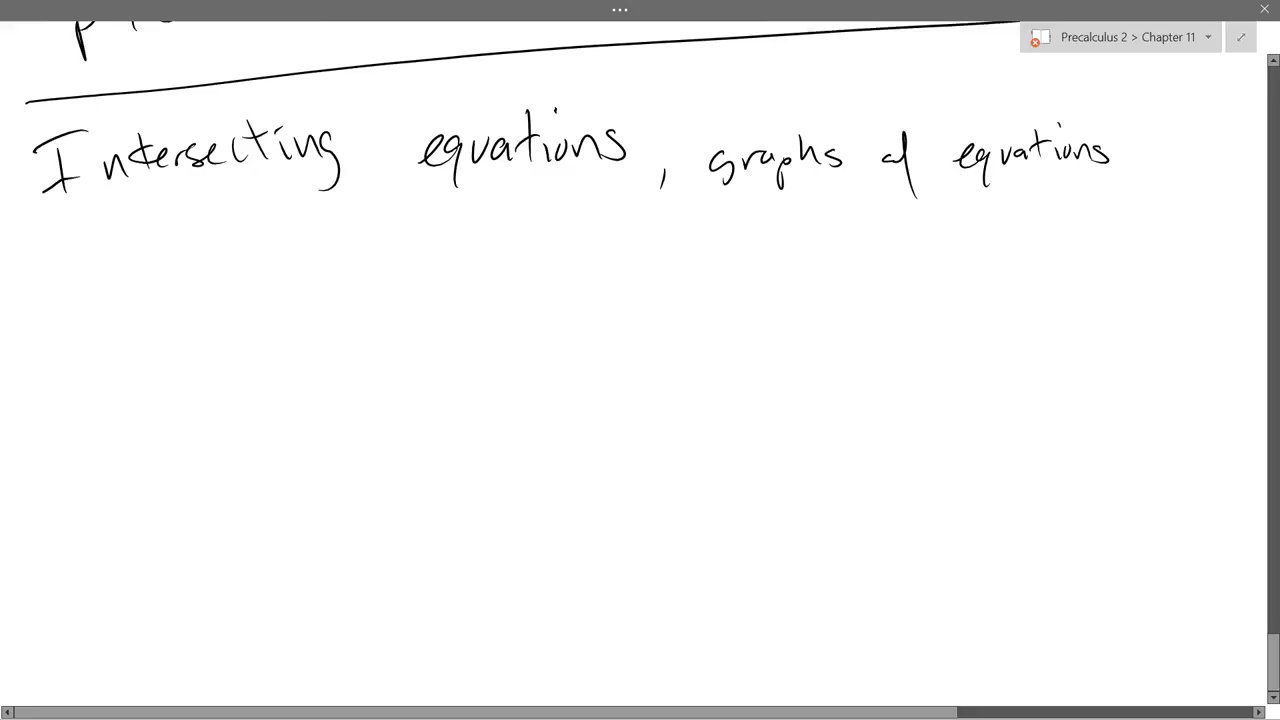 Precalculus 2 > Chapter 11
Intersecting equations, graphs of equations